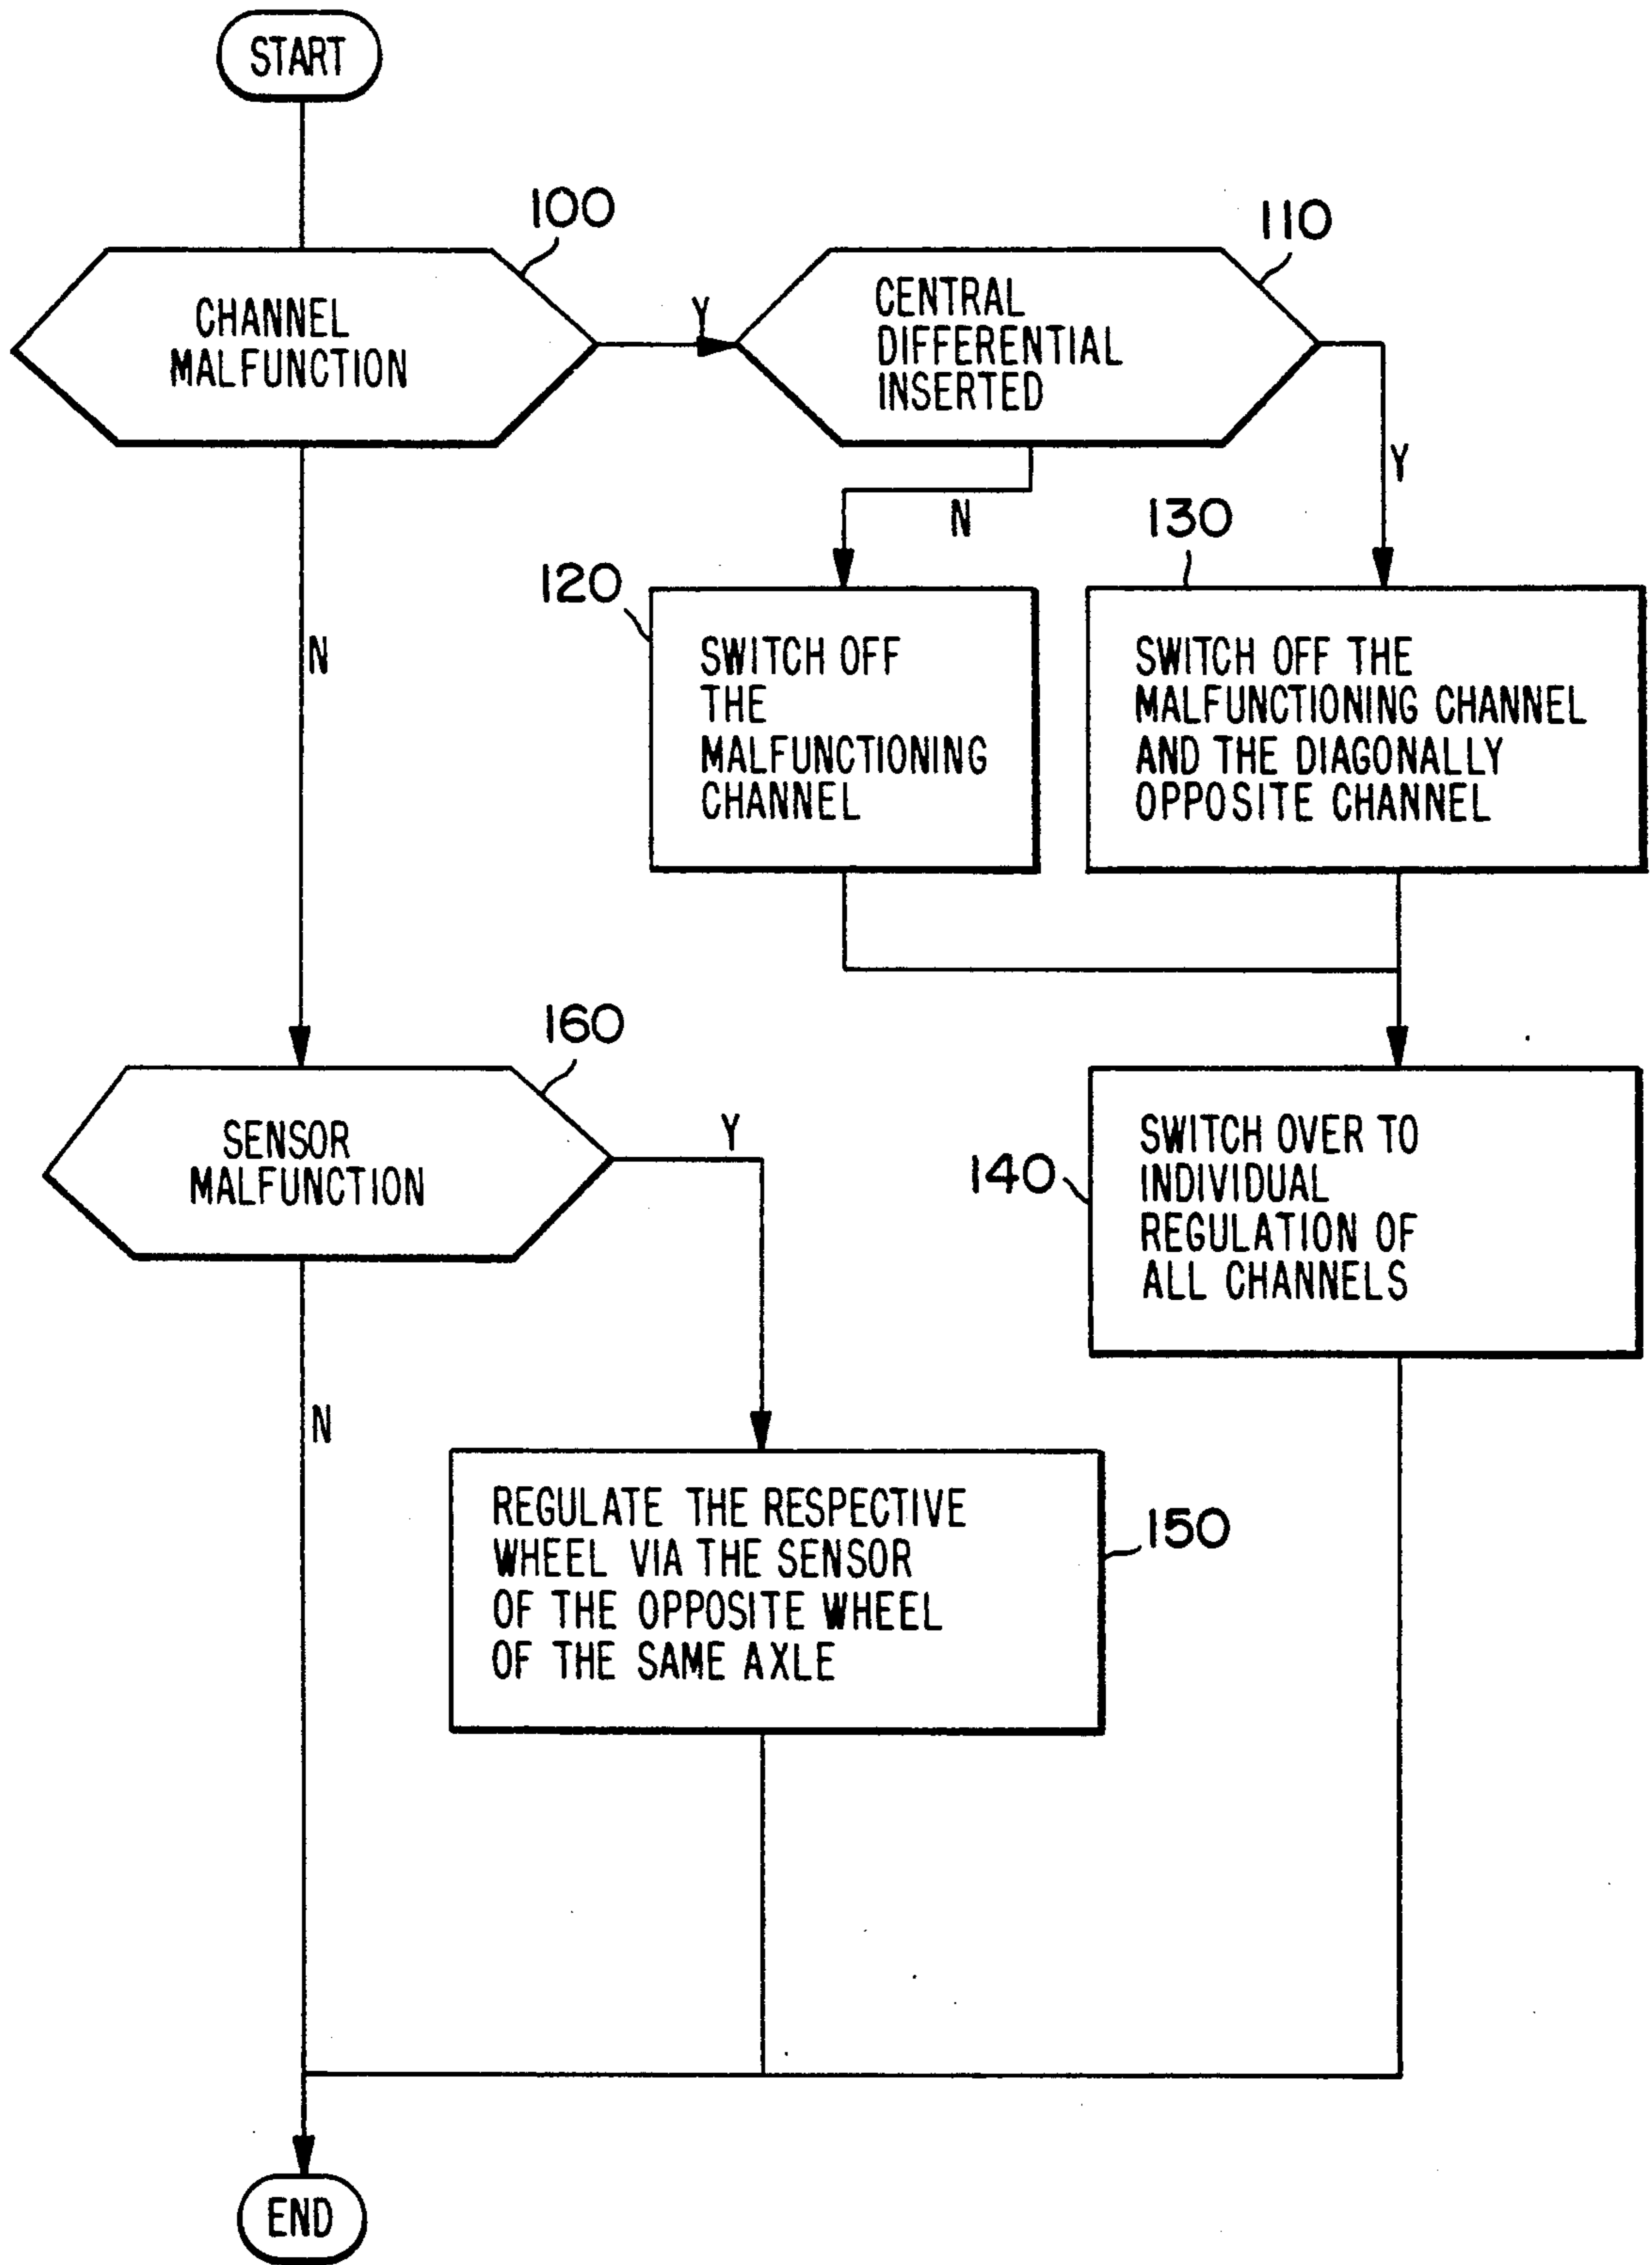 START
100
CHANNEL
MALFUNCTION
Y
110
CENTRAL
DIFFERENTIAL
INSERTED
N
Y
N
120
SWITCH OFF
THE
MALFUNCTIONING
CHANNEL
130
SWITCH OFF THE
MALFUNCTIONING CHANNEL
AND THE DIAGONALLY
OPPOSITE CHANNEL
160
SENSOR
MALFUNCTION
Y
140
SWITCH OVER TO
INDIVIDUAL
REGULATION OF
ALL CHANNELS
N
REGULATE THE RESPECTIVE
WHEEL VIA THE SENSOR
OF THE OPPOSITE WHEEL
OF THE SAME AXLE
150
END